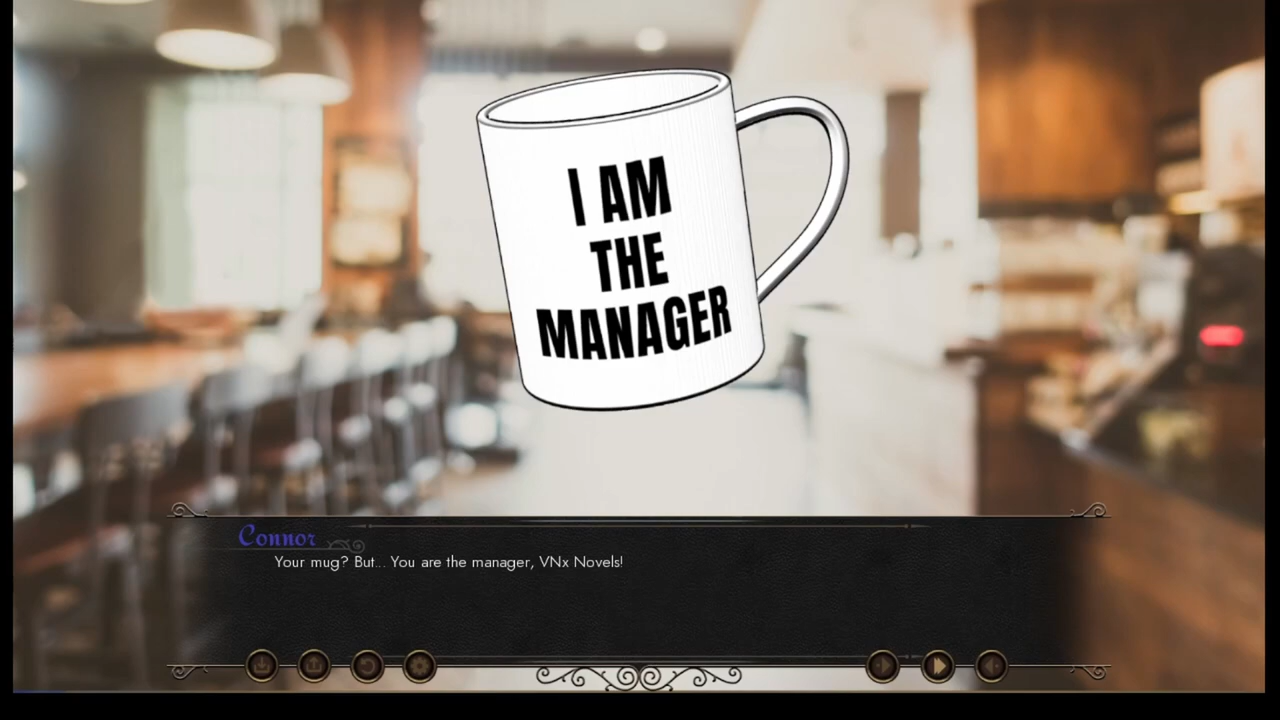 I AM
THE
MANAGER
Connor
Your mug? But... You are the manager, VNx Novels!